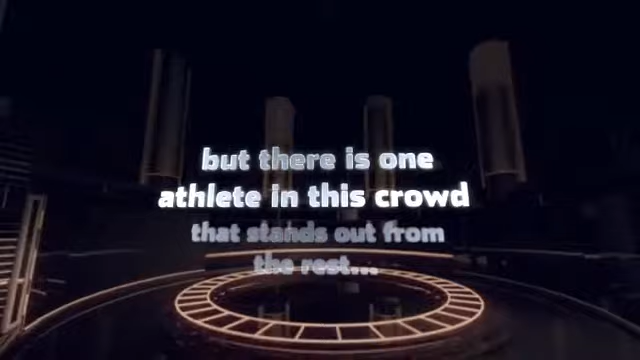 but there is one
athlete in this crowd
that stands out from
the rest...